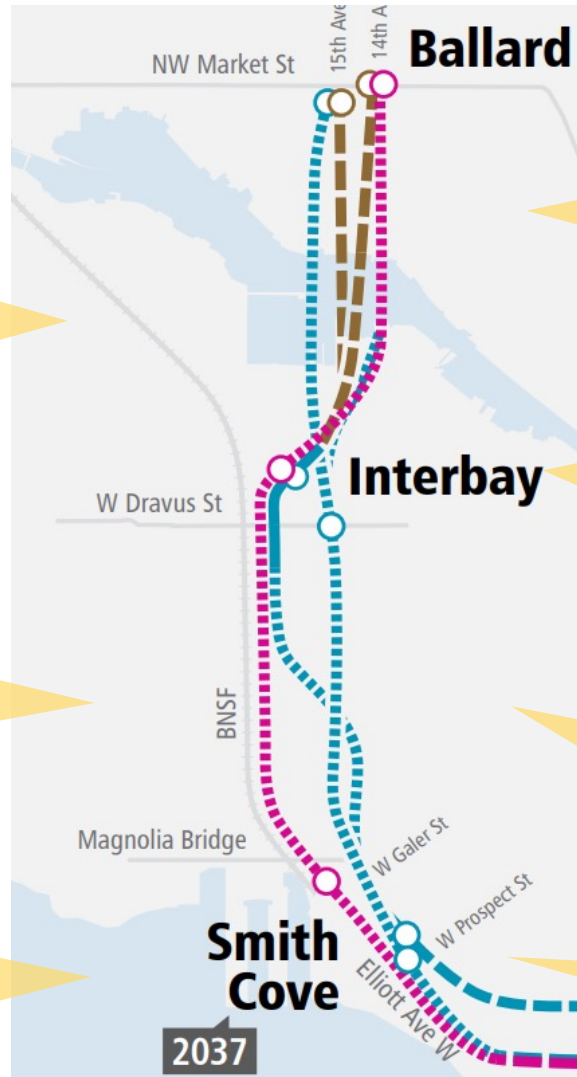 15th Ave
14th A
Ballard
NW Market St
Interbay
W Dravus St
BNSF
Magnolia Bridge
W Galer St
W Prospect St
Smith
Cove
Elliott Ave W
2037